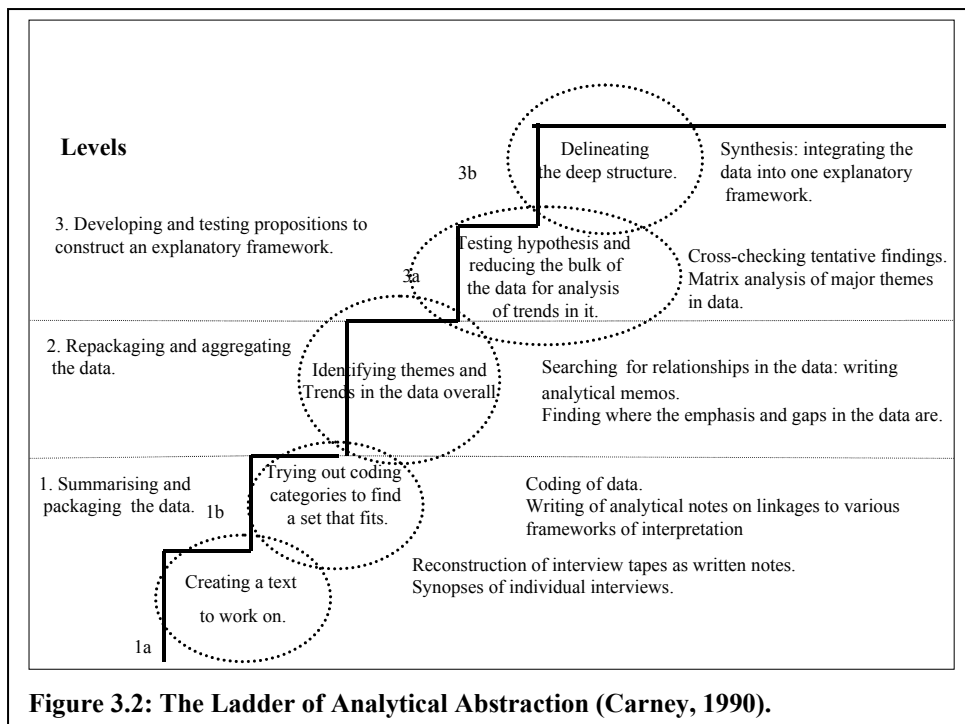 Levels
Delineating
the deep structure.
Synthesis: integrating the
data into one explanatory
framework.
3b
3. Developing and testing propositions to
construct an explanatory framework.
Testing hypothesis and
reducing the bulk of
the data for analysis
of trends in it.
3a
Cross-checking tentative findings.
Matrix analysis of major themes
in data.
2. Repackaging and aggregating
the data.
Identifying themes and
Trends in the data overall
Searching for relationships in the data: writing
analytical memos.
Finding where the emphasis and gaps in the data are.
1. Summarising and
packaging the data.
1b
Trying out coding
categories to find
a set that fits.
Coding of data.
Writing of analytical notes on linkages to various
frameworks of interpretation
Creating a text
to work on.
Reconstruction of interview tapes as written notes.
Synopses of individual interviews.
1a
Figure 3.2: The Ladder of Analytical Abstraction (Carney, 1990).